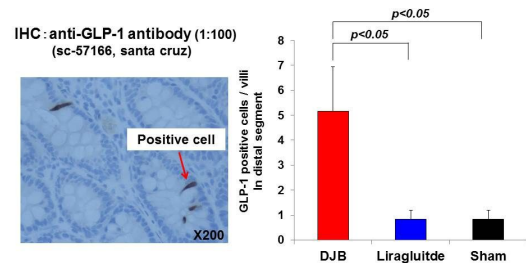 IHC : anti-GLP-1 antibody (1:100)
(sc-57166, santa cruz)
Positive cell
X200
p<0.05
p<0.05
GLP-1 positive cells / villi
In distal segment
8
7
6
5
4
3
2
1
0
DJB
Liragluitde
Sham